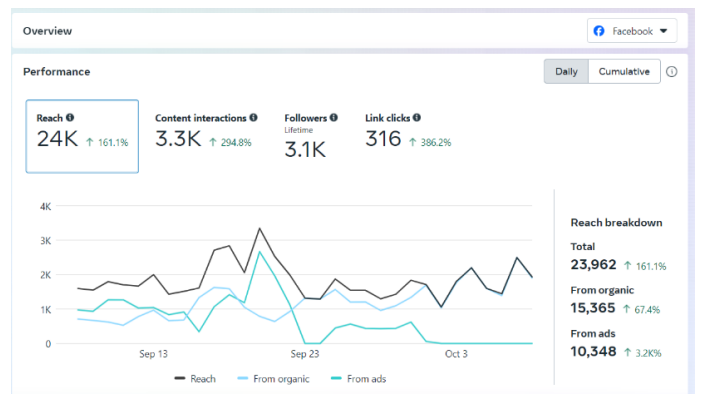 Overview
Facebook
Performance
Daily Cumulative
Reach
24K ↑ 161.1%
Content interactions
3.3K ↑ 294.8%
Followers
Lifetime
3.1K
Link clicks
316 ↑ 386.2%
4K
3K
2K
1K
0
Sep 13 Sep 23 Oct 3
Reach From organic From ads
Reach breakdown
Total
23,962 ↑ 161.1%
From organic
15,365 ↑ 67.4%
From ads
10,348 ↑ 3.2K%